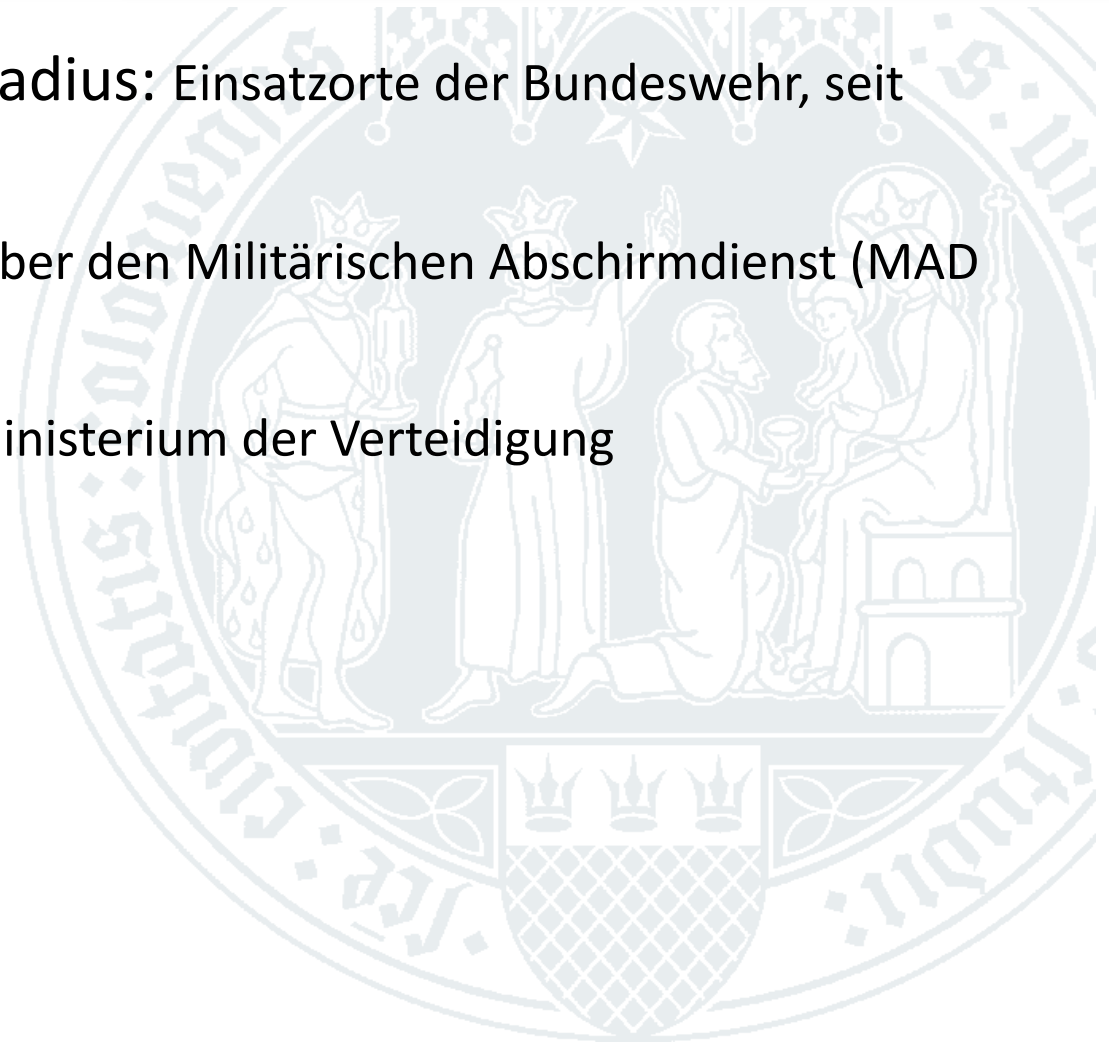 adius: Einsatzorte der Bundeswehr, seit
ber den Militärischen Abschirmdienst (MAD
inisterium der Verteidigung